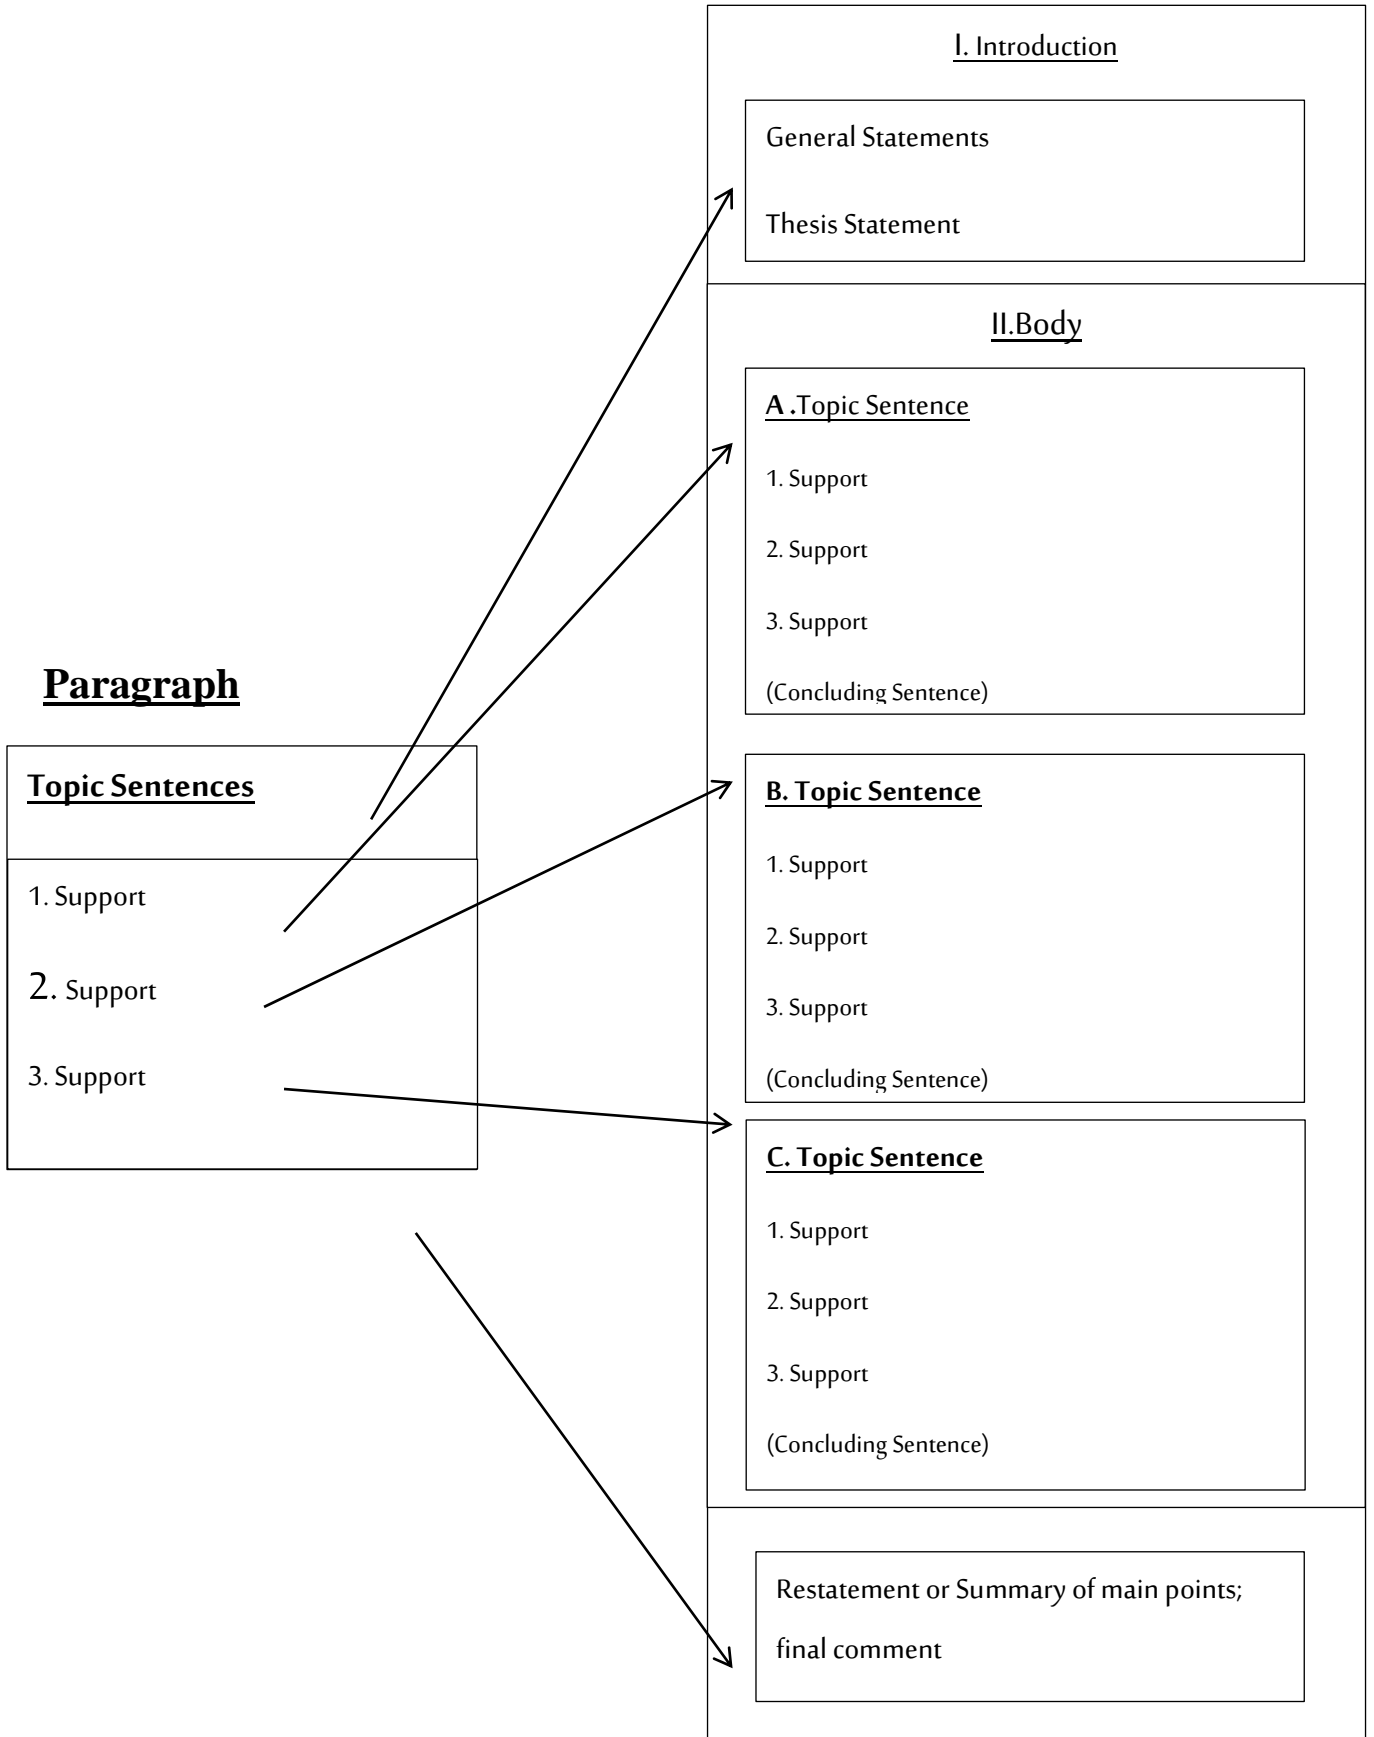 Paragraph
Topic Sentences
1. Support
2. Support
3. Support
I. Introduction
General Statements
Thesis Statement
II.Body
A .Topic Sentence
1. Support
2. Support
3. Support
(Concluding Sentence)
B. Topic Sentence
1. Support
2. Support
3. Support
(Concluding Sentence)
C. Topic Sentence
1. Support
2. Support
3. Support
(Concluding Sentence)
Restatement or Summary of main points;
final comment